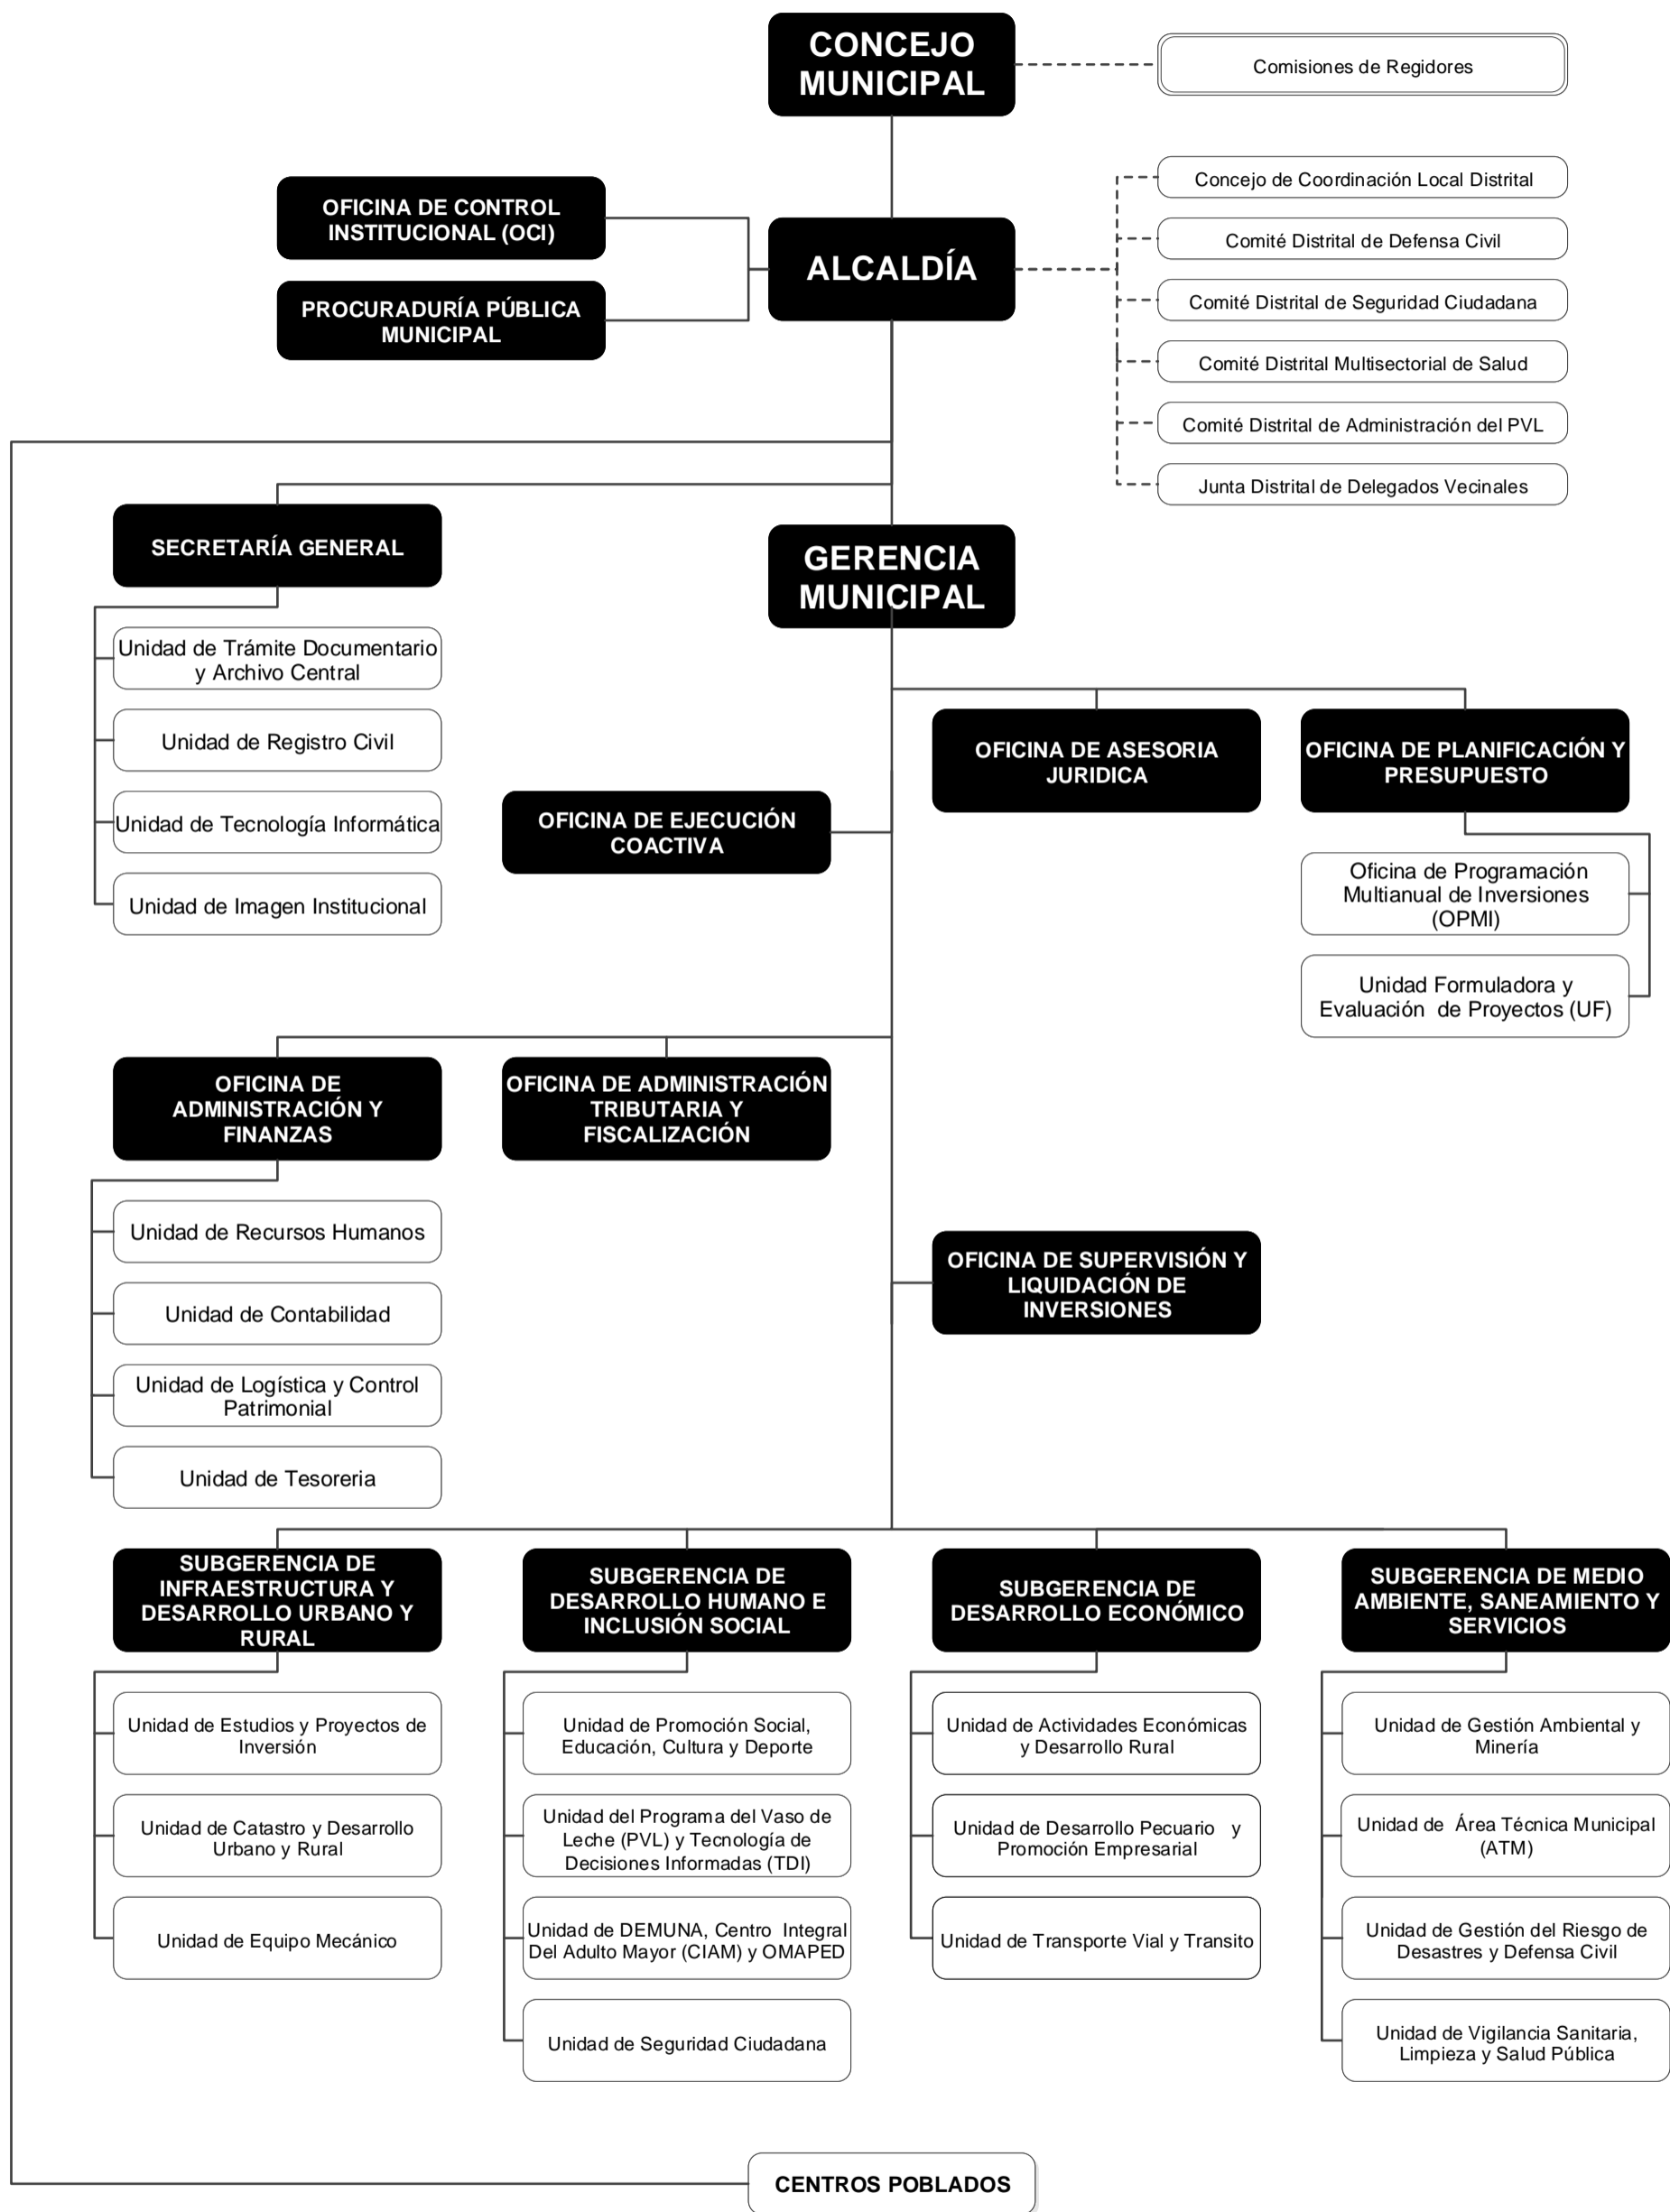 CONCEJO
MUNICIPAL
Comisiones de Regidores
Concejo de Coordinación Local Distrital
OFICINA DE CONTROL
INSTITUCIONAL (OCI)
Comité Distrital de Defensa Civil
ALCALDÍA
PROCURADURÍA PÚBLICA
MUNICIPAL
Comité Distrital de Seguridad Ciudadana
Comité Distrital Multisectorial de Salud
Comité Distrital de Administración del PVL
Junta Distrital de Delegados Vecinales
SECRETARÍA GENERAL
GERENCIA
MUNICIPAL
Unidad de Trámite Documentario
y Archivo Central
Unidad de Registro Civil
Unidad de Tecnología Informática
Unidad de Imagen Institucional
OFICINA DE ASESORIA
JURIDICA
OFICINA DE PLANIFICACIÓN Y
PRESUPUESTO
OFICINA DE EJECUCIÓN
COACTIVA
Oficina de Programación
Multianual de Inversiones
(OPMI)
Unidad Formuladora y
Evaluación  de Proyectos (UF)
OFICINA DE
ADMINISTRACIÓN Y
FINANZAS
OFICINA DE ADMINISTRACIÓN
TRIBUTARIA Y
FISCALIZACIÓN
Unidad de Recursos Humanos
Unidad de Contabilidad
Unidad de Logística y Control
Patrimonial
Unidad de Tesoreria
OFICINA DE SUPERVISIÓN Y
LIQUIDACIÓN DE
INVERSIONES
SUBGERENCIA DE
INFRAESTRUCTURA Y
DESARROLLO URBANO Y
RURAL
Unidad de Estudios y Proyectos de
Inversión
Unidad de Catastro y Desarrollo
Urbano y Rural
Unidad de Equipo Mecánico
SUBGERENCIA DE
DESARROLLO HUMANO E
INCLUSIÓN SOCIAL
Unidad de Promoción Social,
Educación, Cultura y Deporte
Unidad del Programa del Vaso de
Leche (PVL) y Tecnología de
Decisiones Informadas (TDI)
Unidad de DEMUNA, Centro  Integral
Del Adulto Mayor (CIAM) y OMAPED
Unidad de Seguridad Ciudadana
SUBGERENCIA DE
DESARROLLO ECONÓMICO
Unidad de Actividades Económicas
y Desarrollo Rural
Unidad de Desarrollo Pecuario   y
Promoción Empresarial
Unidad de Transporte Vial y Transito
SUBGERENCIA DE MEDIO
AMBIENTE, SANEAMIENTO Y
SERVICIOS
Unidad de Gestión Ambiental y
Minería
Unidad de  Área Técnica Municipal
(ATM)
Unidad de Gestión del Riesgo de
Desastres y Defensa Civil
Unidad de Vigilancia Sanitaria,
Limpieza y Salud Pública
CENTROS POBLADOS